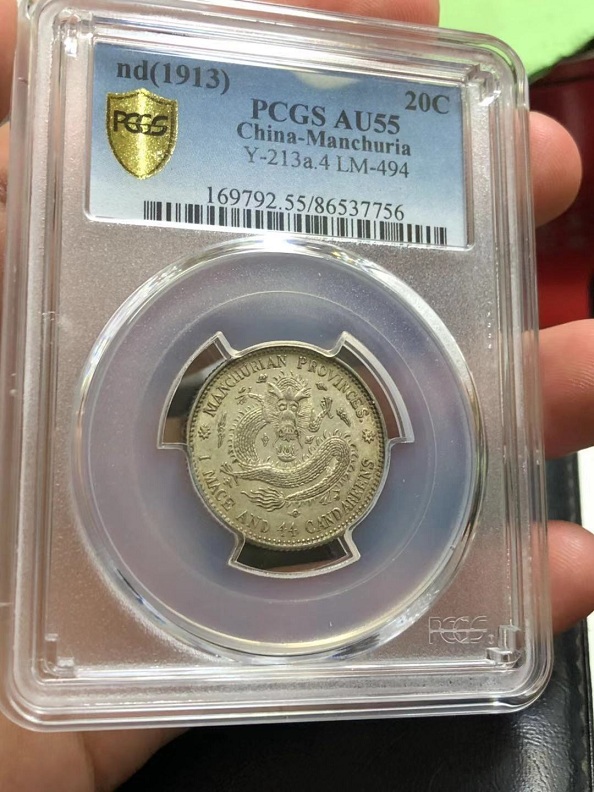 nd(1913)
20C
PCGS
PCGS AU55
China-Manchuria
Y-213a.4 LM-494
169792.55/86537756
MANCHURIAN PROVINCES
1 MACE AND 44 CANDAREENS
PCGS